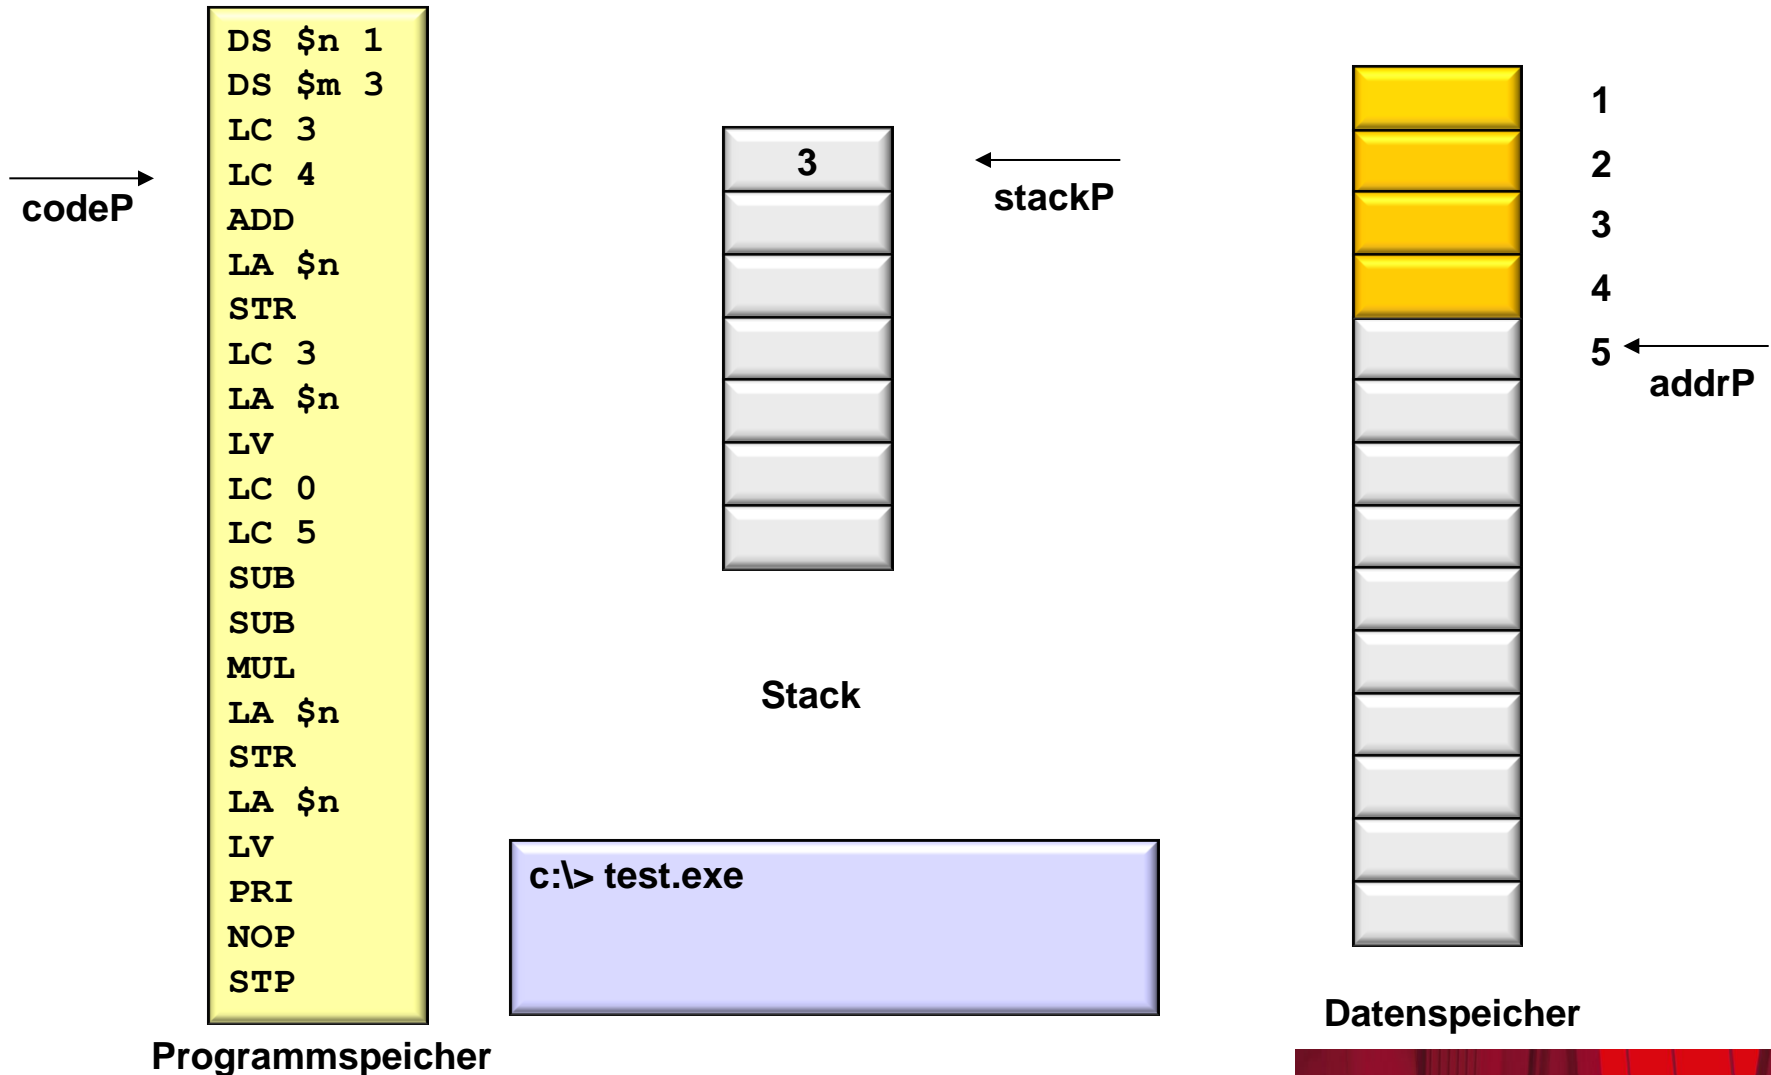 DS $n 1
DS $m 3
LC 3
LC 4
ADD
LA $n
STR
LC 3
LA $n
LV
LC 0
LC 5
SUB
SUB
MUL
LA $n
STR
LA $n
LV
PRI
NOP
STP
codeP
Programmspeicher
3
stackP
Stack
c:\> test.exe
1
2
3
4
5
addrP
Datenspeicher